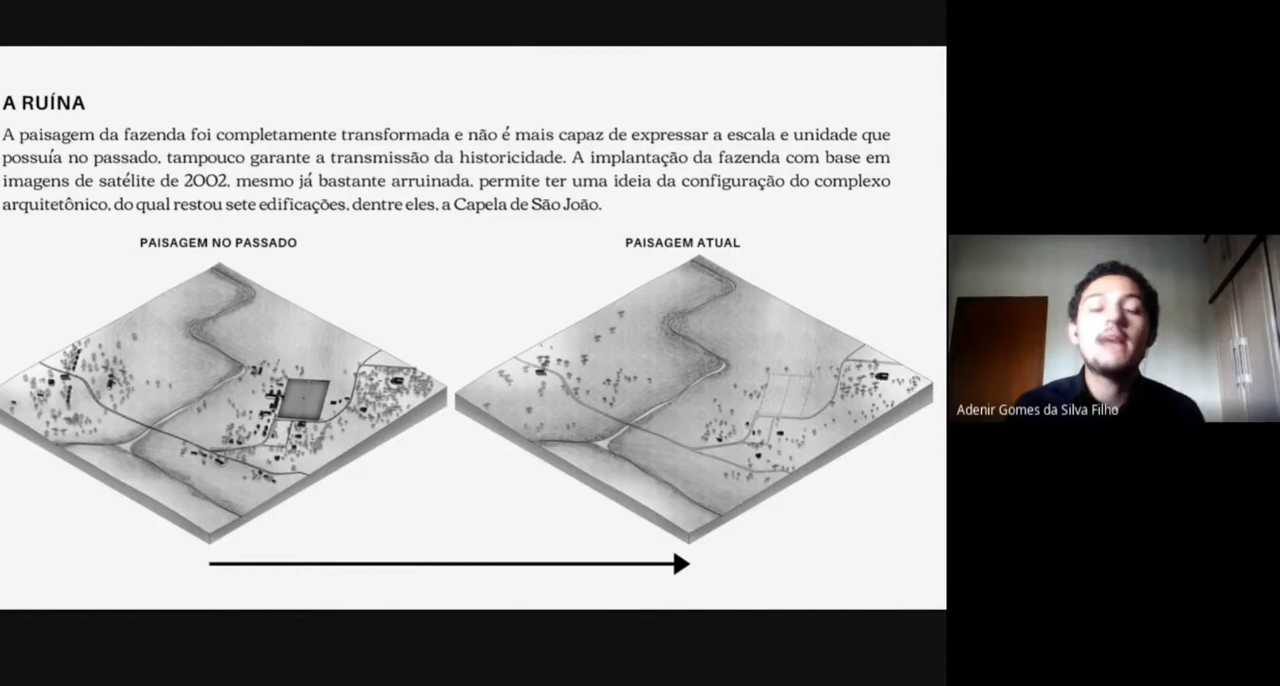 A RUÍNA
A paisagem da fazenda foi completamente transformada e não é mais capaz de expressar a escala e unidade que
possuía no passado, tampouco garante a transmissão da historicidade. A implantação da fazenda com base em
imagens de satélite de 2002, mesmo já bastante arruinada, permite ter uma ideia da configuração do complexo
arquitetônico, do qual restou sete edificações, dentre eles, a Capela de São João.
PAISAGEM NO PASSADO
PAISAGEM ATUAL
Adenir Gomes da Silva Filho